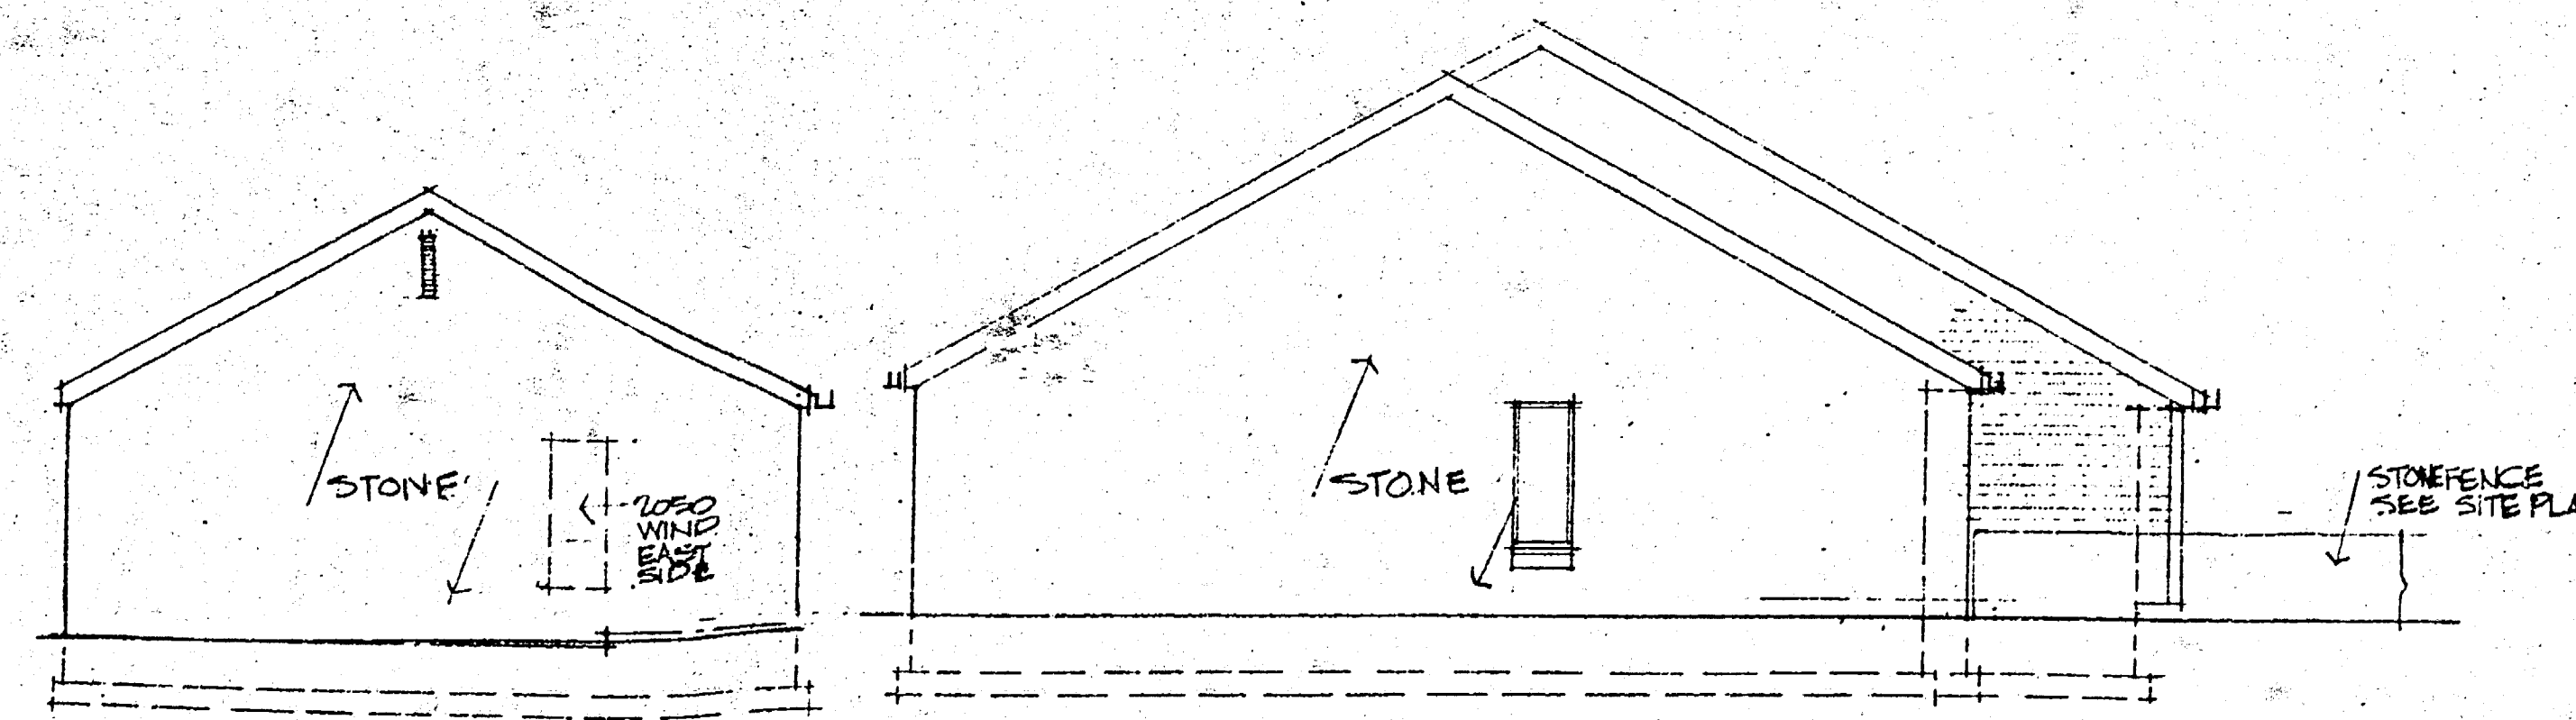 STONE
2050
WIND.
EAST
SIDE
STONE
STONEFENCE
SEE SITE PLA